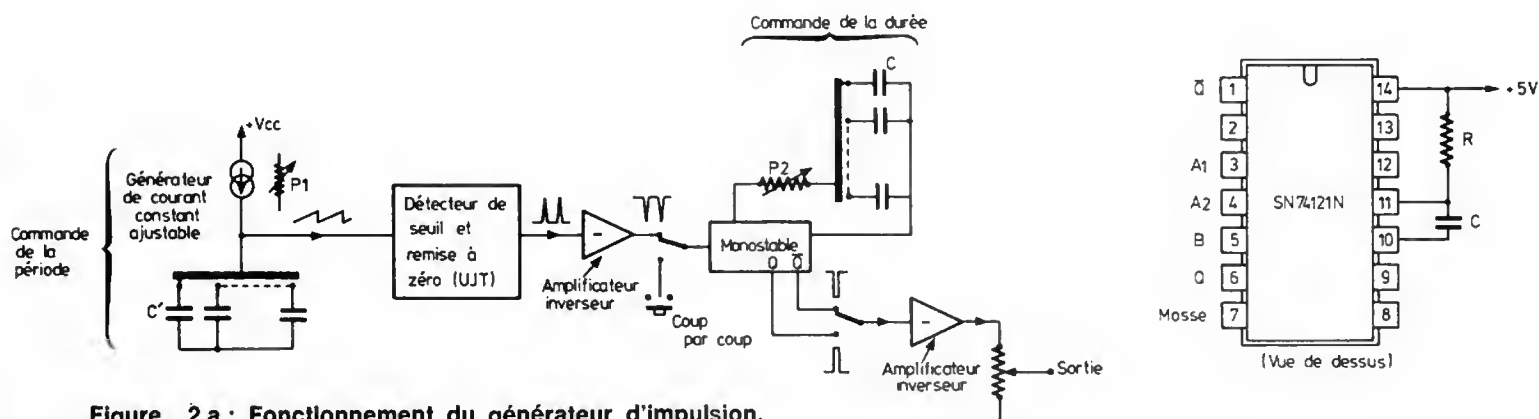 Commande de la durée
C
P2
+Vcc
P1
Générateur
de courant
constant
ajustable
Commande
de la
période
C'
Détecteur de
seuil et
remise à
zéro (UJT)
-
Amplificateur
inverseur
Coup
par coup
Monostable
Q Q̅
-
Amplificateur
inverseur
Sortie
Q̅ 1
2
A1 3
A2 4
B 5
Q 6
Masse 7
SN74121N
14 +5V
13
12
11
10
9
8
R
C
(Vue de dessus)
Figure 2a : Fonctionnement du générateur d'impulsion.